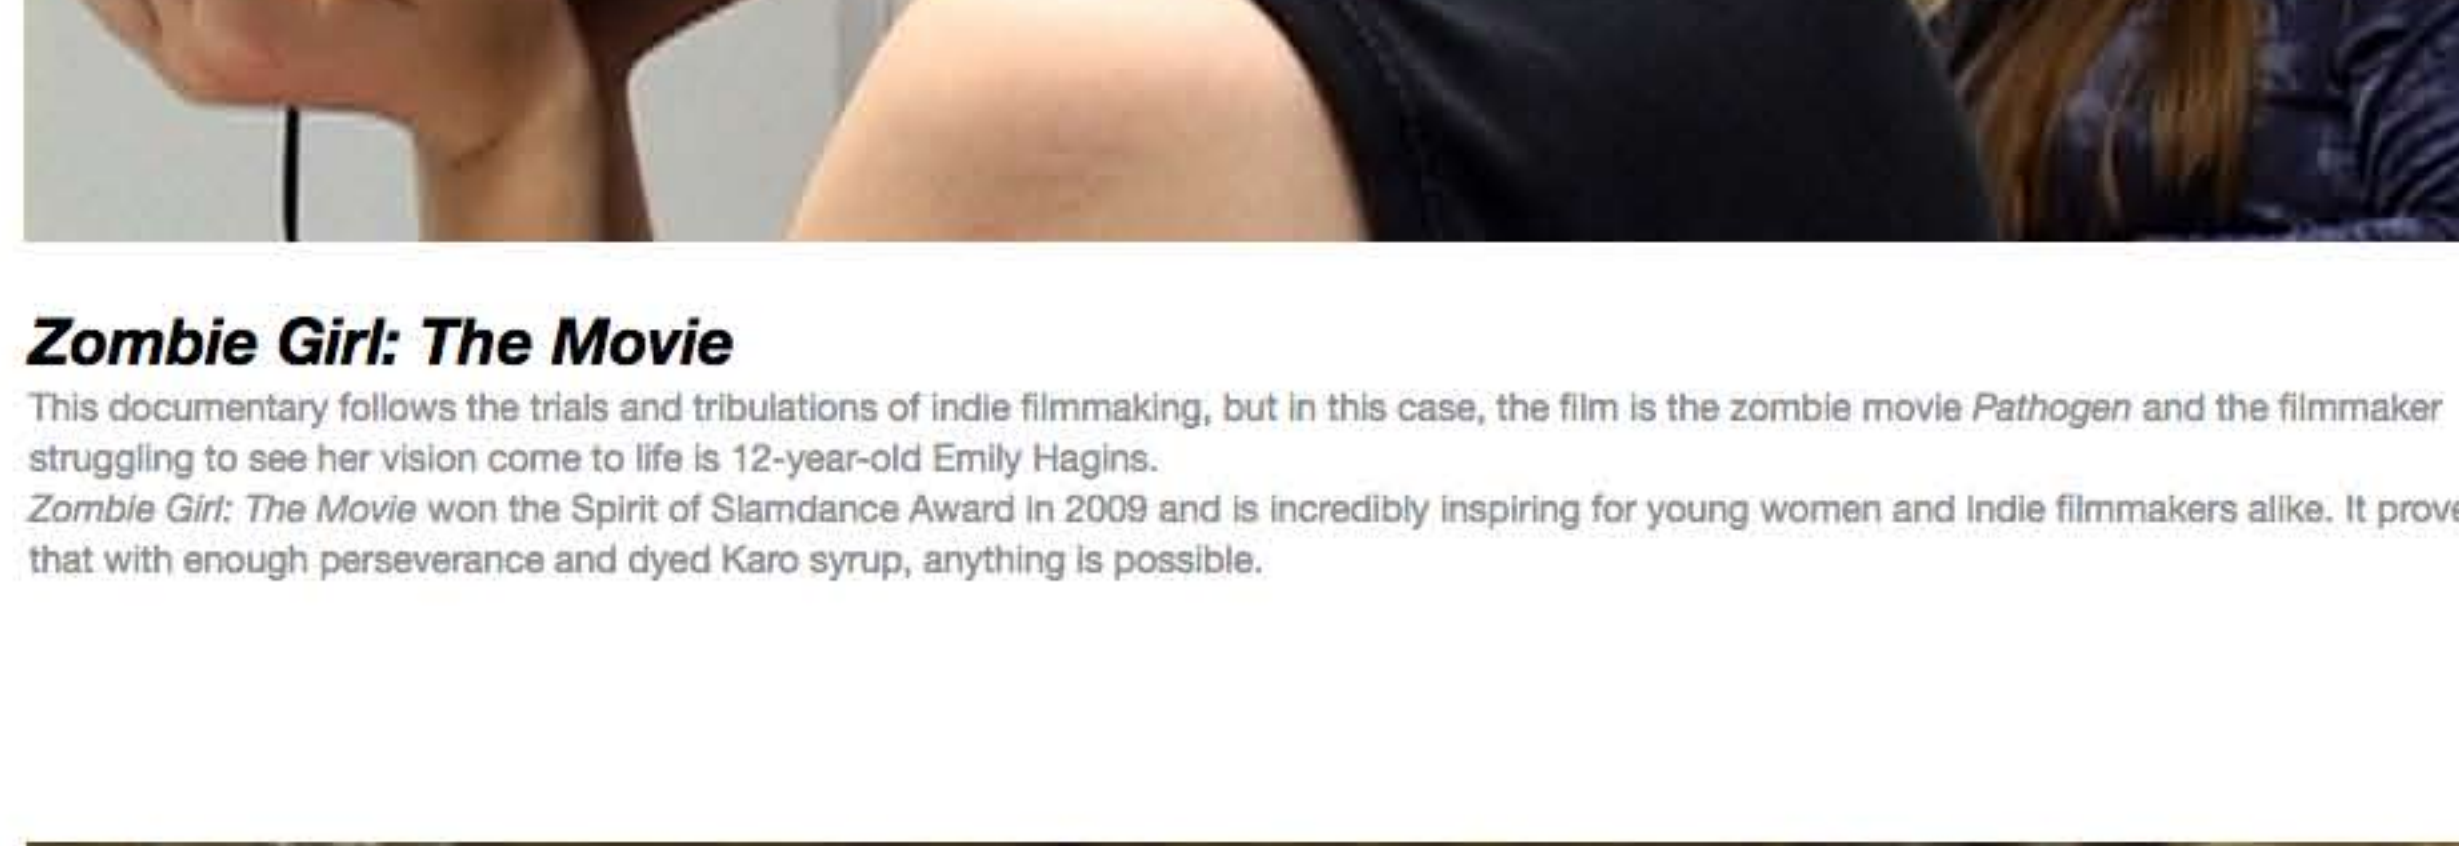 Zombie Girl: The Movie
This documentary follows the trials and tribulations of indie filmmaking, but in this case, the film is the zombie movie Pathogen and the filmmaker
struggling to see her vision come to life is 12-year-old Emily Hagins.
Zombie Girl: The Movie won the Spirit of Slamdance Award in 2009 and is incredibly inspiring for young women and indie filmmakers alike. It prove
that with enough perseverance and dyed Karo syrup, anything is possible.